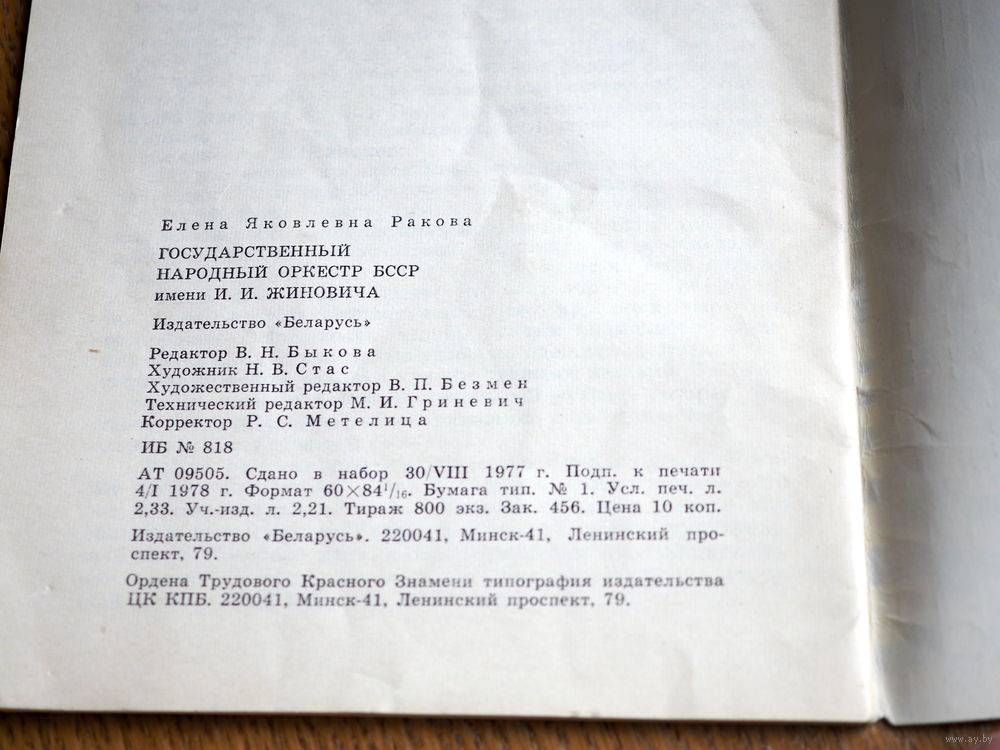 Елена Яковлевна Ракова
ГОСУДАРСТВЕННЫЙ
НАРОДНЫЙ ОРКЕСТР БССР
имени И. И. ЖИНОВИЧА
Издательство «Беларусь»
Редактор В. Н. Быкова
Художник Н. В. Стас
Художественный редактор В. П. Безмен
Технический редактор М. И. Гриневич
Корректор Р. С. Метелица
ИБ № 818
АТ 09505. Сдано в набор 30/VIII 1977 г. Подп. к печати
4/I 1978 г. Формат 60×84¹/₁₆. Бумага тип. № 1. Усл. печ. л.
2,33. Уч.-изд. л. 2,21. Тираж 800 экз. Зак. 456. Цена 10 коп.
Издательство «Беларусь». 220041, Минск-41, Ленинский про-
спект, 79.
Ордена Трудового Красного Знамени типография издательства
ЦК КПБ. 220041, Минск-41, Ленинский проспект, 79.
www.ay.by